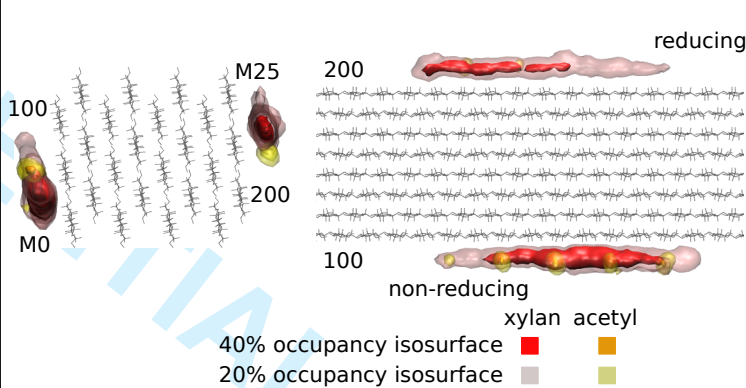 reducing
M25
200
100
200
M0
100
non-reducing
xylan acetyl
40% occupancy isosurface
20% occupancy isosurface